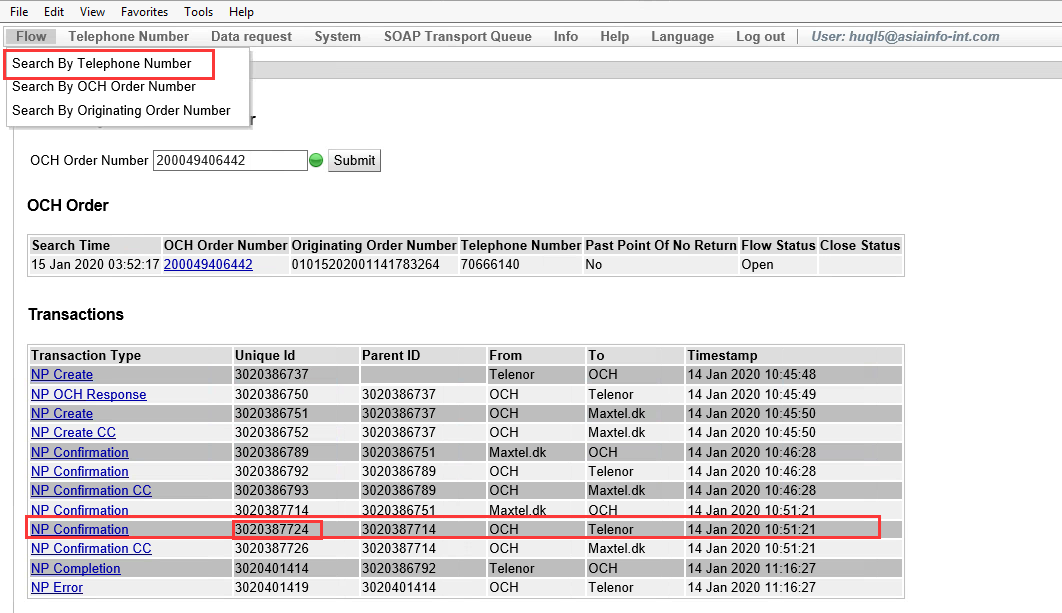 File Edit View Favorites Tools Help
Flow Telephone Number Data request System SOAP Transport Queue Info Help Language Log out User: huql5@asiainfo-int.com
Search By Telephone Number
Search By OCH Order Number
Search By Originating Order Number
OCH Order Number 200049406442 Submit
OCH Order
Search Time OCH Order Number Originating Order Number Telephone Number Past Point Of No Return Flow Status Close Status
15 Jan 2020 03:52:17 200049406442 01015202001141783264 70666140 No Open
Transactions
Transaction Type Unique Id Parent ID From To Timestamp
NP Create 3020386737 Telenor OCH 14 Jan 2020 10:45:48
NP OCH Response 3020386750 3020386737 OCH Telenor 14 Jan 2020 10:45:49
NP Create 3020386751 3020386737 OCH Maxtel.dk 14 Jan 2020 10:45:50
NP Create CC 3020386752 3020386737 OCH Maxtel.dk 14 Jan 2020 10:45:50
NP Confirmation 3020386789 3020386751 Maxtel.dk OCH 14 Jan 2020 10:46:28
NP Confirmation 3020386792 3020386789 OCH Telenor 14 Jan 2020 10:46:28
NP Confirmation CC 3020386793 3020386789 OCH Maxtel.dk 14 Jan 2020 10:46:28
NP Confirmation 3020387714 3020386751 Maxtel.dk OCH 14 Jan 2020 10:51:21
NP Confirmation 3020387724 3020387714 OCH Telenor 14 Jan 2020 10:51:21
NP Confirmation CC 3020387726 3020387714 OCH Maxtel.dk 14 Jan 2020 10:51:21
NP Completion 3020401414 3020386792 Telenor OCH 14 Jan 2020 11:16:27
NP Error 3020401419 3020401414 OCH Telenor 14 Jan 2020 11:16:27